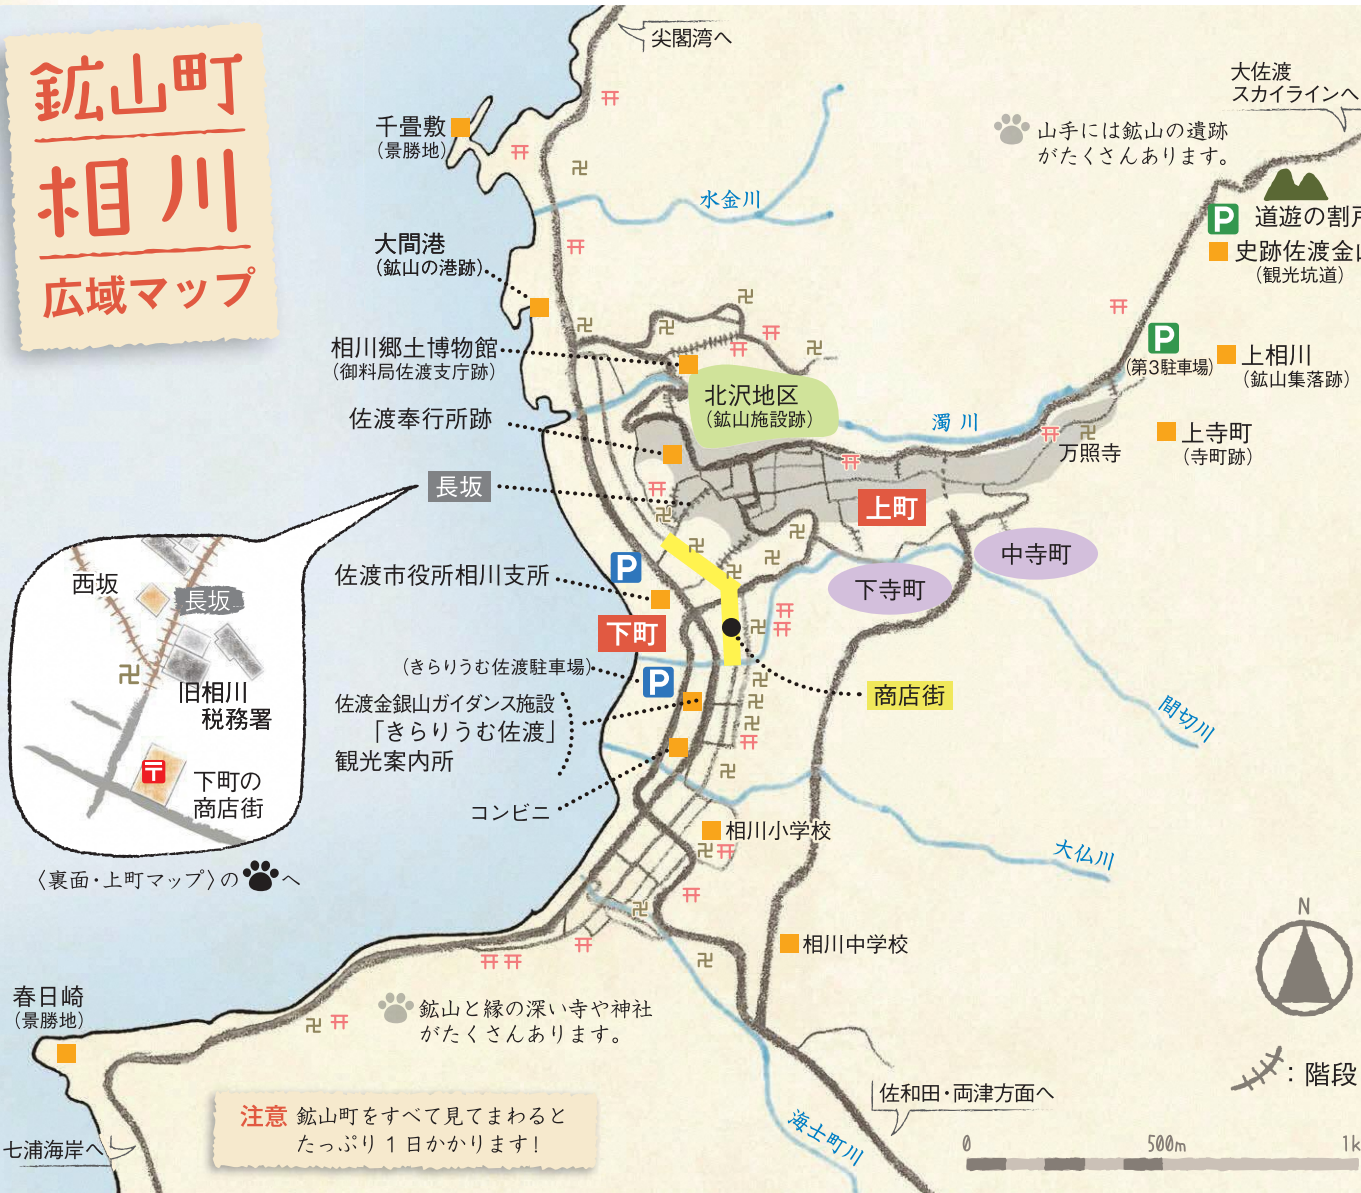 鉱山町
相川
広域マップ
尖閣湾へ
大佐渡
スカイラインへ
千畳敷
(景勝地)
山手には鉱山の遺跡
がたくさんあります。
水金川
道遊の割戸
P
史跡佐渡金山
(観光坑道)
大間港
(鉱山の港跡)
相川郷土博物館
(御料局佐渡支庁跡)
P
(第3駐車場)
上相川
(鉱山集落跡)
北沢地区
(鉱山施設跡)
佐渡奉行所跡
濁川
万照寺
上寺町
(寺町跡)
長坂
上町
中寺町
下寺町
西坂
長坂
旧相川
税務署
下町の
商店街
〈裏面・上町マップ〉の
へ
佐渡市役所相川支所
P
下町
(きらりうむ佐渡駐車場)
P
佐渡金銀山ガイダンス施設
「きらりうむ佐渡」
観光案内所
商店街
間切川
コンビニ
相川小学校
大仏川
相川中学校
N
春日崎
(景勝地)
鉱山と縁の深い寺や神社
がたくさんあります。
:階段
佐和田・両津方面へ
注意 鉱山町をすべて見てまわると
たっぷり1日かかります!
海士町川
七浦海岸へ
0 500m 1k